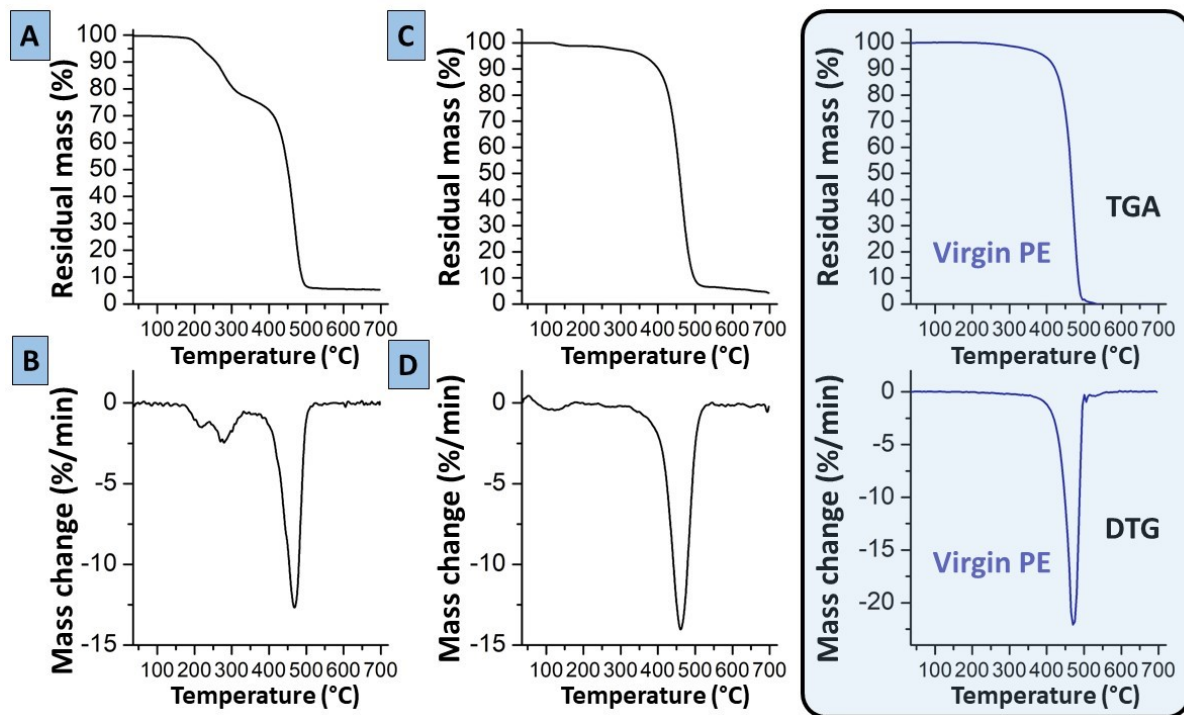 A
Residual mass (%)
100
90
80
70
60
50
40
30
20
10
0
100 200 300 400 500 600 700
Temperature (°C)
C
Residual mass (%)
100
90
80
70
60
50
40
30
20
10
0
100 200 300 400 500 600 700
Temperature (°C)
Residual mass (%)
100
90
80
70
60
50
40
30
20
10
0
TGA
Virgin PE
100 200 300 400 500 600 700
Temperature (°C)
B
Mass change (%/min)
0
-5
-10
-15
100 200 300 400 500 600 700
Temperature (°C)
D
Mass change (%/min)
0
-5
-10
-15
100 200 300 400 500 600 700
Temperature (°C)
Mass change (%/min)
0
-5
-10
-15
-20
DTG
Virgin PE
100 200 300 400 500 600 700
Temperature (°C)